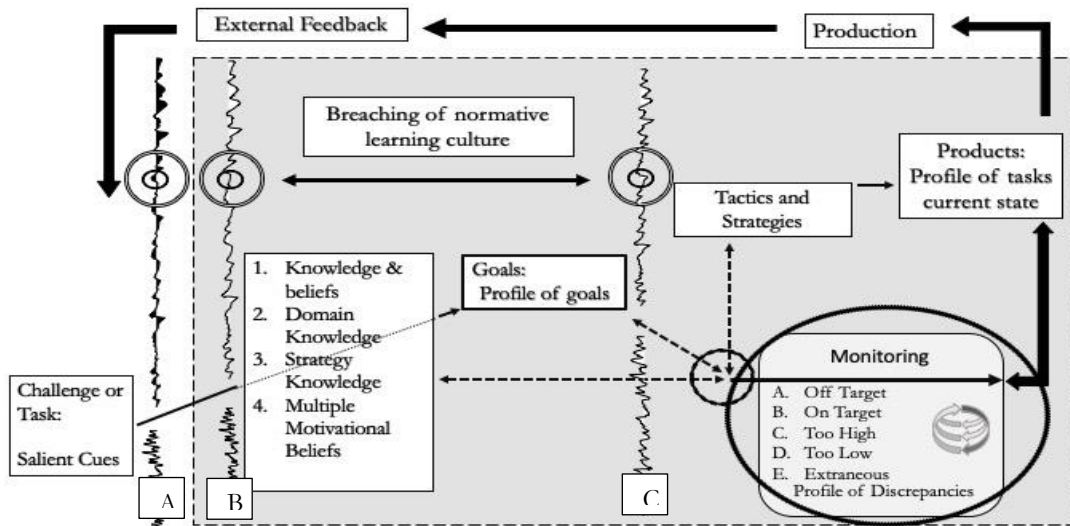 External Feedback
Production
Breaching of normative
learning culture
Products:
Profile of tasks
current state
Tactics and
Strategies
1. Knowledge &
beliefs
2. Domain
Knowledge
3. Strategy
Knowledge
4. Multiple
Motivational
Beliefs
Goals:
Profile of goals
Challenge or
Task:
Salient Cues
Monitoring
A. Off Target
B. On Target
C. Too High
D. Too Low
E. Extraneous
Profile of Discrepancies
A
B
C